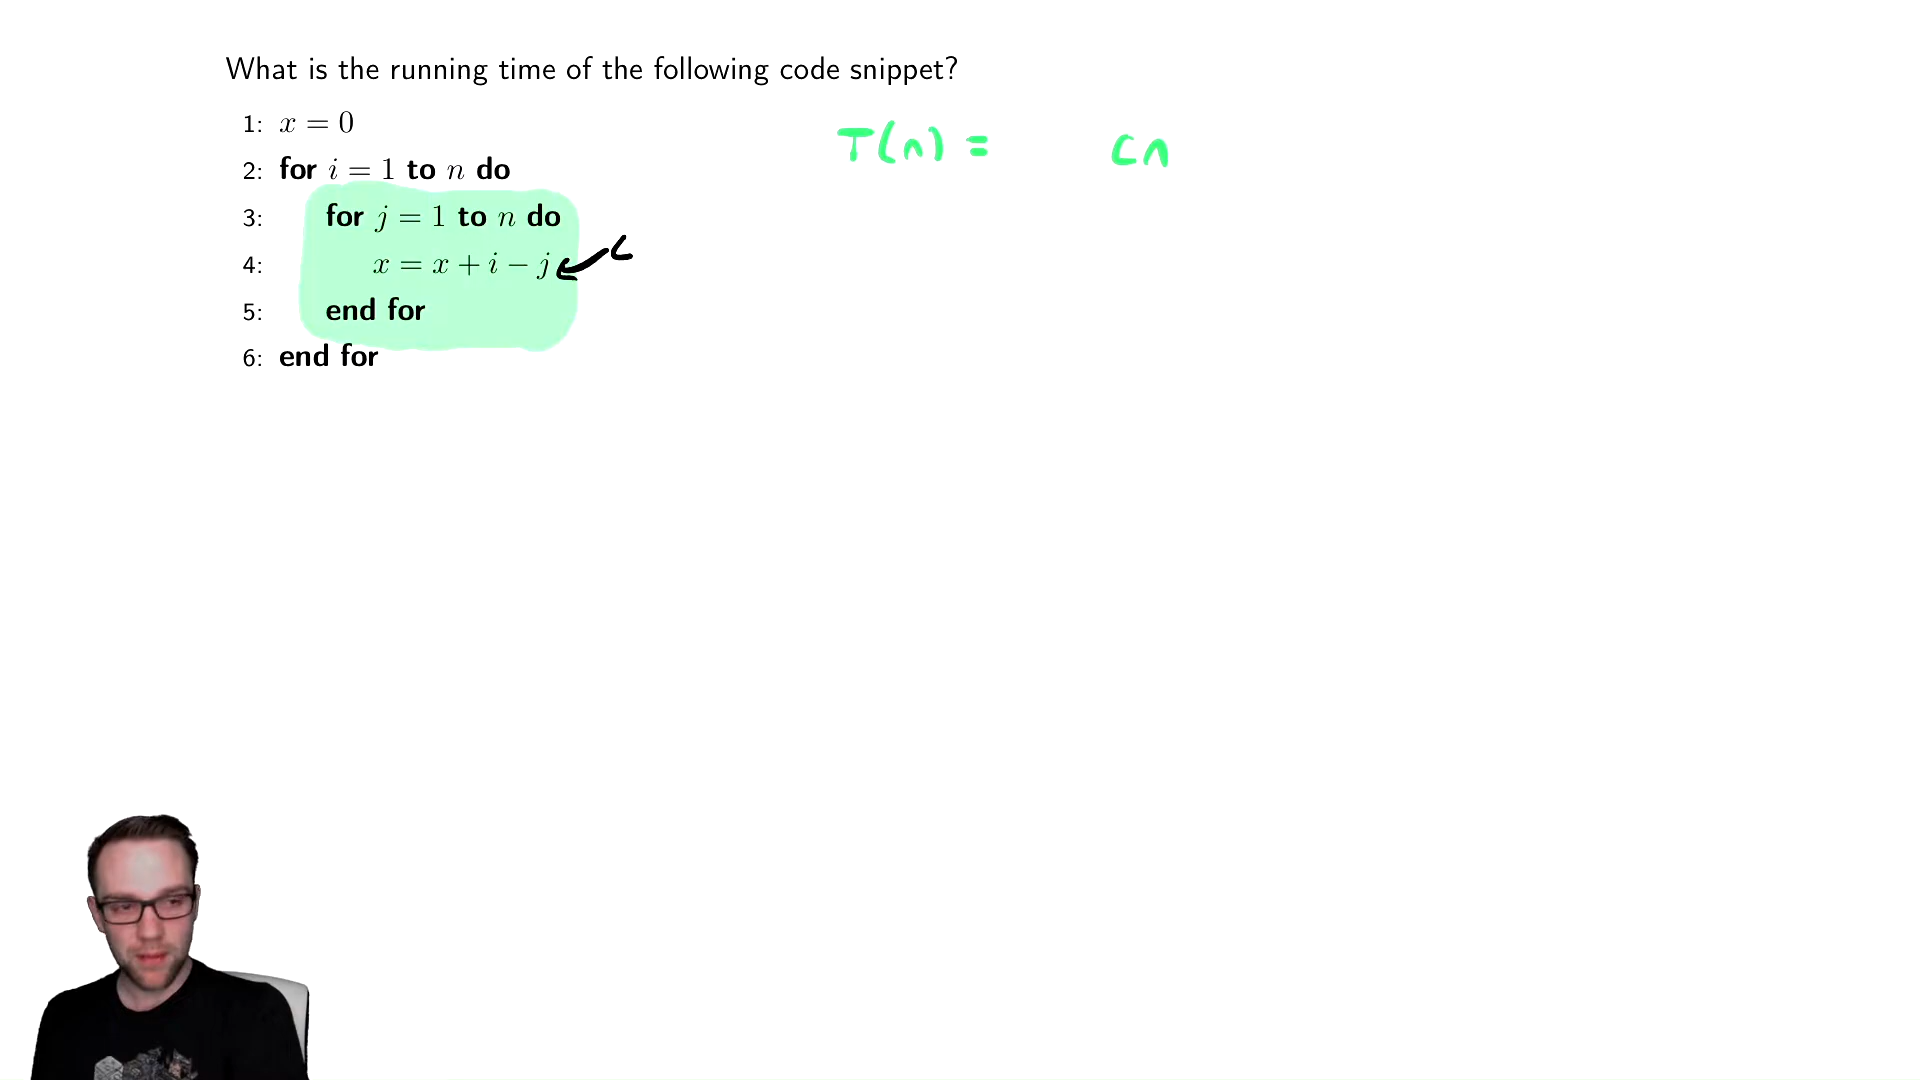 What is the running time of the following code snippet?
1: x = 0
T(n) = cn
2: for i = 1 to n do
3: for j = 1 to n do
4: x = x + i − j c
5: end for
6: end for